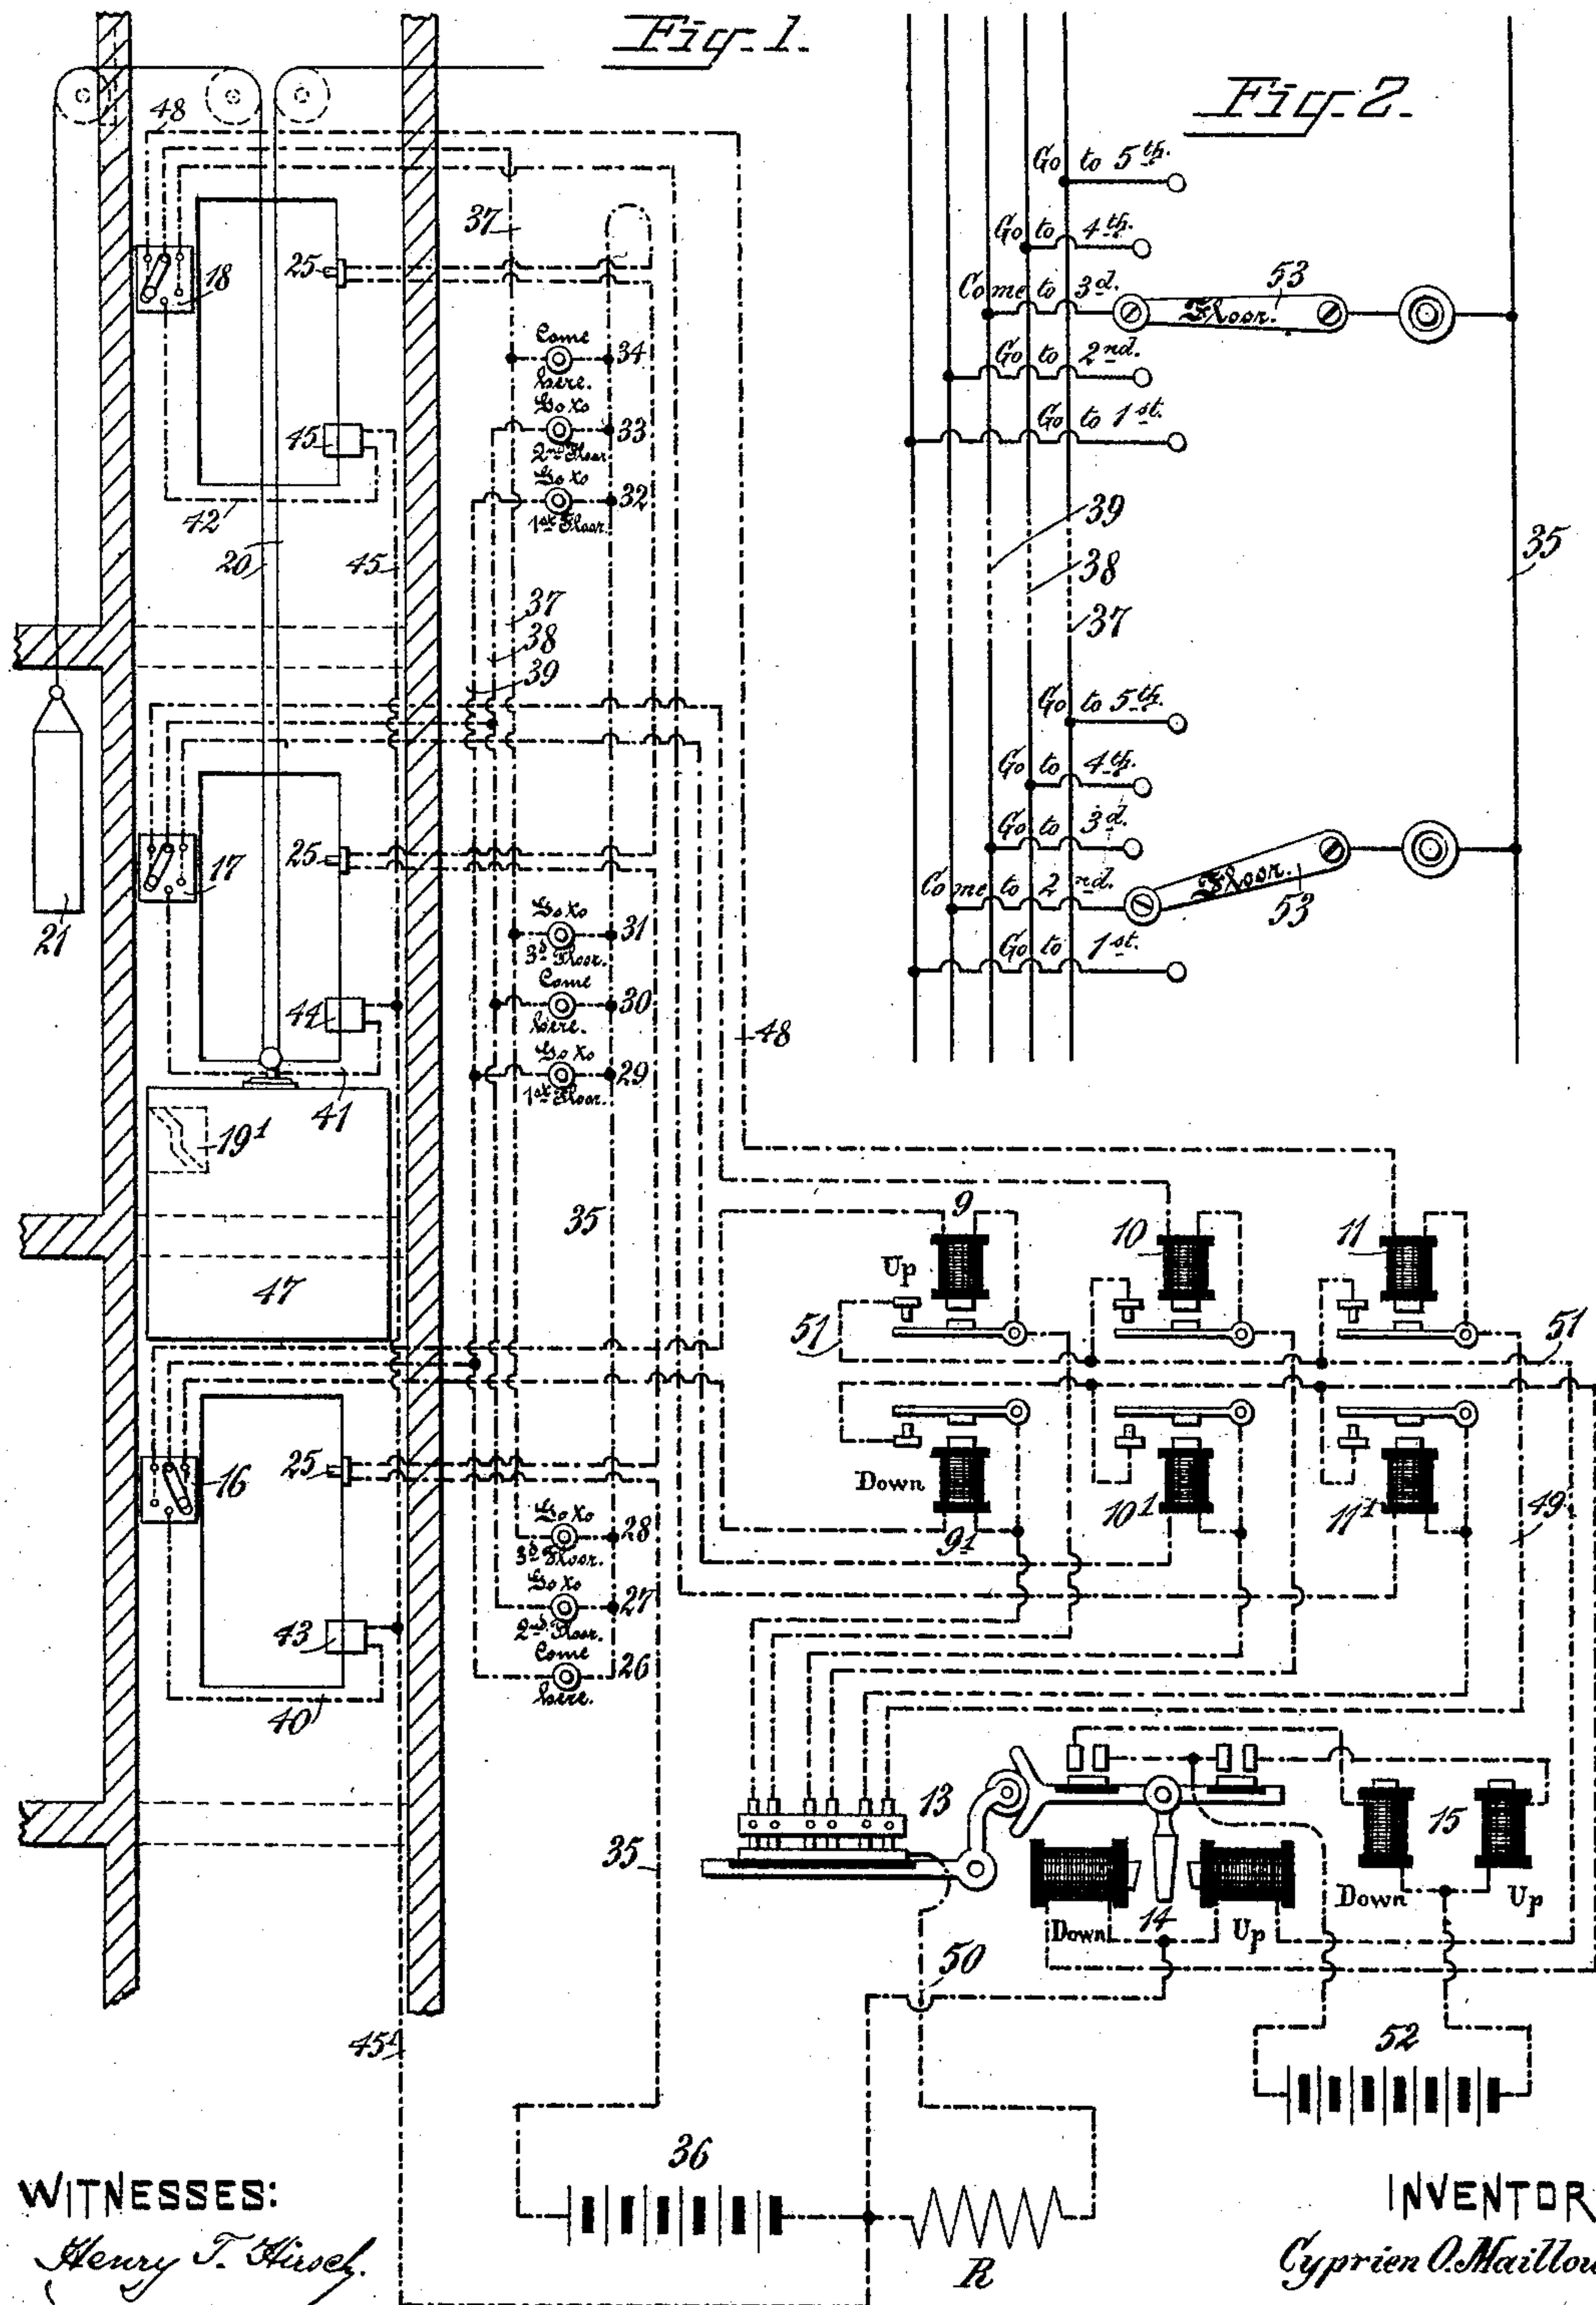 Fig. 1.
48
37
25
18
Come
here.
34
Go to
2nd Floor
33
Go to
1st Floor.
32
45
42
20
45
37
38
39
21
25
17
Go to
3d Floor.
31
Come
here.
30
Go to
1st Floor.
29
44
41
48
19¹
47
35
25
16
Go to
3d Floor.
28
Go to
2nd Floor.
27
Come
here.
26
43
40
35
45¹
Fig. 2.
Go to 5th.
Go to 4th.
Come to 3d.
Floor.
53
Go to 2nd.
Go to 1st.
39
38
37
35
Go to 5th.
Go to 4th.
Go to 3d.
Come to 2nd.
Floor.
53
Go to 1st.
9
10
11
Up
51
51
Down
9¹
10¹
11¹
49
13
14
Down
Up
15
Down
Up
50
52
36
R
WITNESSES:
Henry T. Hirsch.
INVENTOR
Cyprien O. Maillou